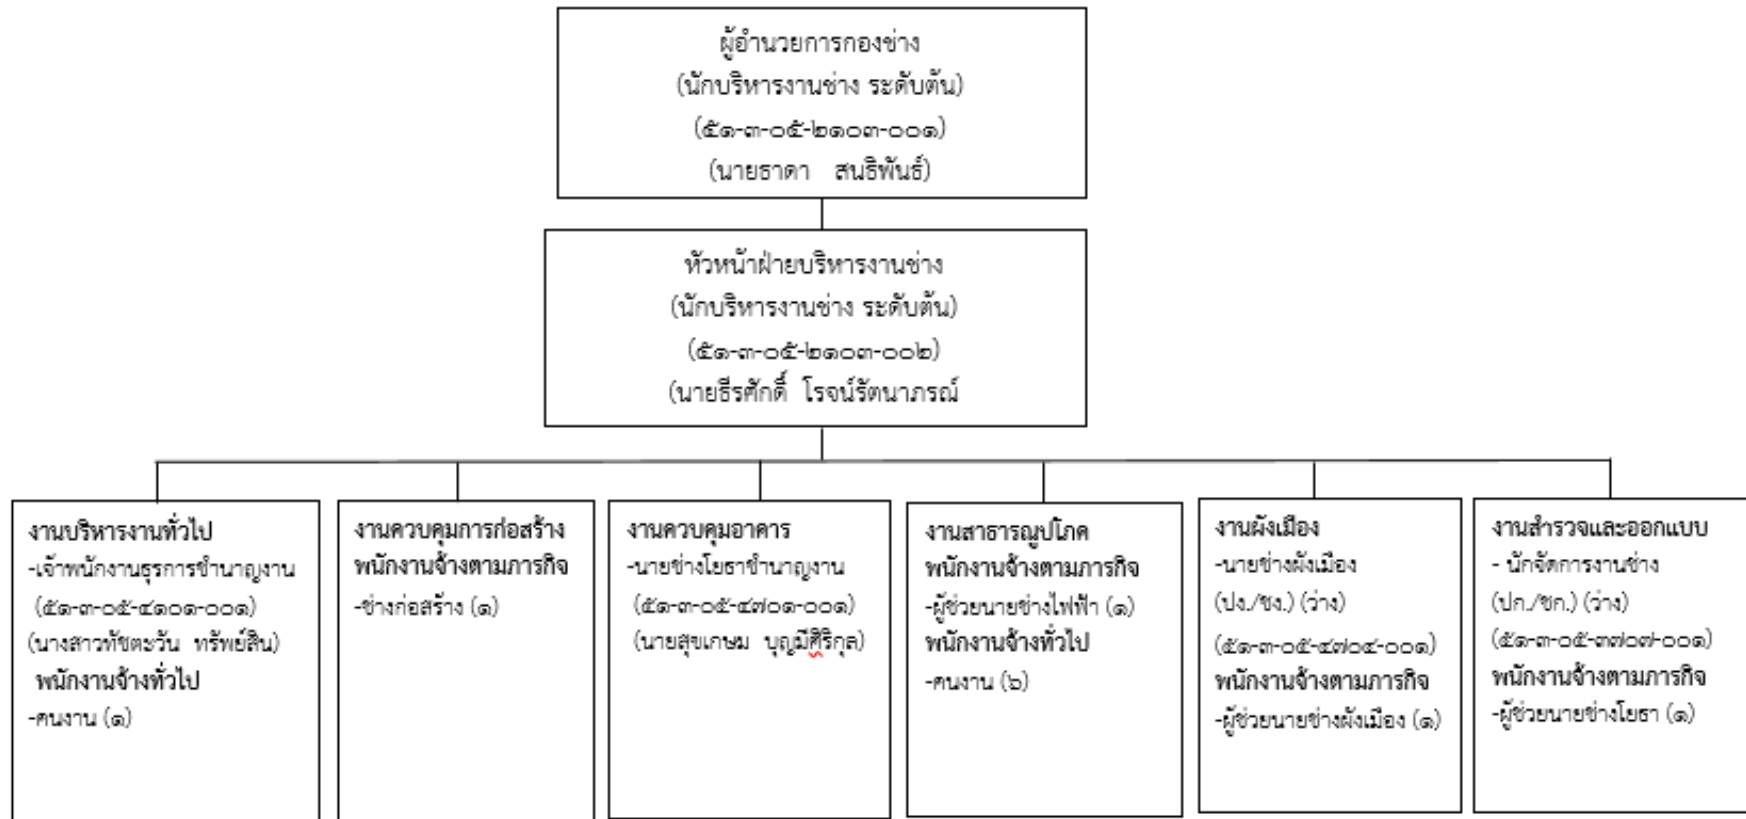 ผู้อำนวยการกองช่าง
(นักบริหารงานช่าง ระดับต้น)
(๕๑-๓-๐๕-๒๑๐๓-๐๐๑)
(นายธาดา สนธิพันธ์)
หัวหน้าฝ่ายบริหารงานช่าง
(นักบริหารงานช่าง ระดับต้น)
(๕๑-๓-๐๕-๒๑๐๓-๐๐๒)
(นายธีรศักดิ์ โรจน์รัตนาภรณ์
งานบริหารงานทั่วไป
-เจ้าพนักงานธุรการชำนาญงาน
(๕๑-๓-๐๕-๔๑๐๑-๐๐๑)
(นางสาวทัชตะวัน ทรัพย์สิน)
พนักงานจ้างทั่วไป
-คนงาน (๑)
งานควบคุมการก่อสร้าง
พนักงานจ้างตามภารกิจ
-ช่างก่อสร้าง (๑)
งานควบคุมอาคาร
-นายช่างโยธาชำนาญงาน
(๕๑-๓-๐๕-๔๗๐๑-๐๐๑)
(นายสุขเกษม บุญมีศิริกุล)
งานสาธารณูปโภค
พนักงานจ้างตามภารกิจ
-ผู้ช่วยนายช่างไฟฟ้า (๑)
พนักงานจ้างทั่วไป
-คนงาน (๖)
งานผังเมือง
-นายช่างผังเมือง
(ปง./ชง.) (ว่าง)
(๕๑-๓-๐๕-๔๗๐๔-๐๐๑)
พนักงานจ้างตามภารกิจ
-ผู้ช่วยนายช่างผังเมือง (๑)
งานสำรวจและออกแบบ
- นักจัดการงานช่าง
(ปก./ชก.) (ว่าง)
(๕๑-๓-๐๕-๓๗๐๗-๐๐๑)
พนักงานจ้างตามภารกิจ
-ผู้ช่วยนายช่างโยธา (๑)